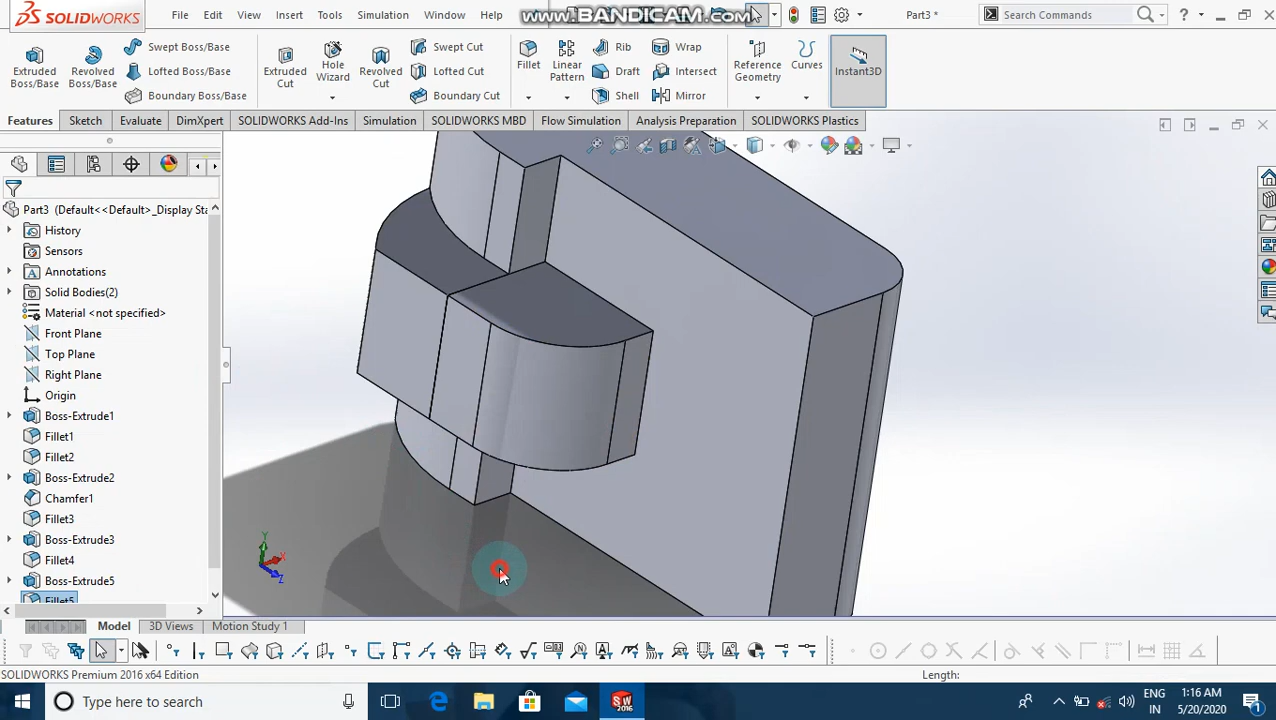 SOLIDWORKS
File Edit View Insert Tools Simulation Window Help
www.BANDICAM.com
Part3 *
Search Commands
Extruded Boss/Base
Revolved Boss/Base
Swept Boss/Base
Lofted Boss/Base
Boundary Boss/Base
Extruded Cut
Hole Wizard
Revolved Cut
Swept Cut
Lofted Cut
Boundary Cut
Fillet
Linear Pattern
Rib
Draft
Shell
Wrap
Intersect
Mirror
Reference Geometry
Curves
Instant3D
Features Sketch Evaluate DimXpert SOLIDWORKS Add-Ins Simulation SOLIDWORKS MBD Flow Simulation Analysis Preparation SOLIDWORKS Plastics
Part3 (Default<<Default>_Display Sta
History
Sensors
Annotations
Solid Bodies(2)
Material <not specified>
Front Plane
Top Plane
Right Plane
Origin
Boss-Extrude1
Fillet1
Fillet2
Boss-Extrude2
Chamfer1
Fillet3
Boss-Extrude3
Fillet4
Boss-Extrude5
Fillet5
Y
X
Z
Model 3D Views Motion Study 1
SOLIDWORKS Premium 2016 x64 Edition
Length:
Type here to search
SW 2016
ENG
IN
1:16 AM
5/20/2020
1